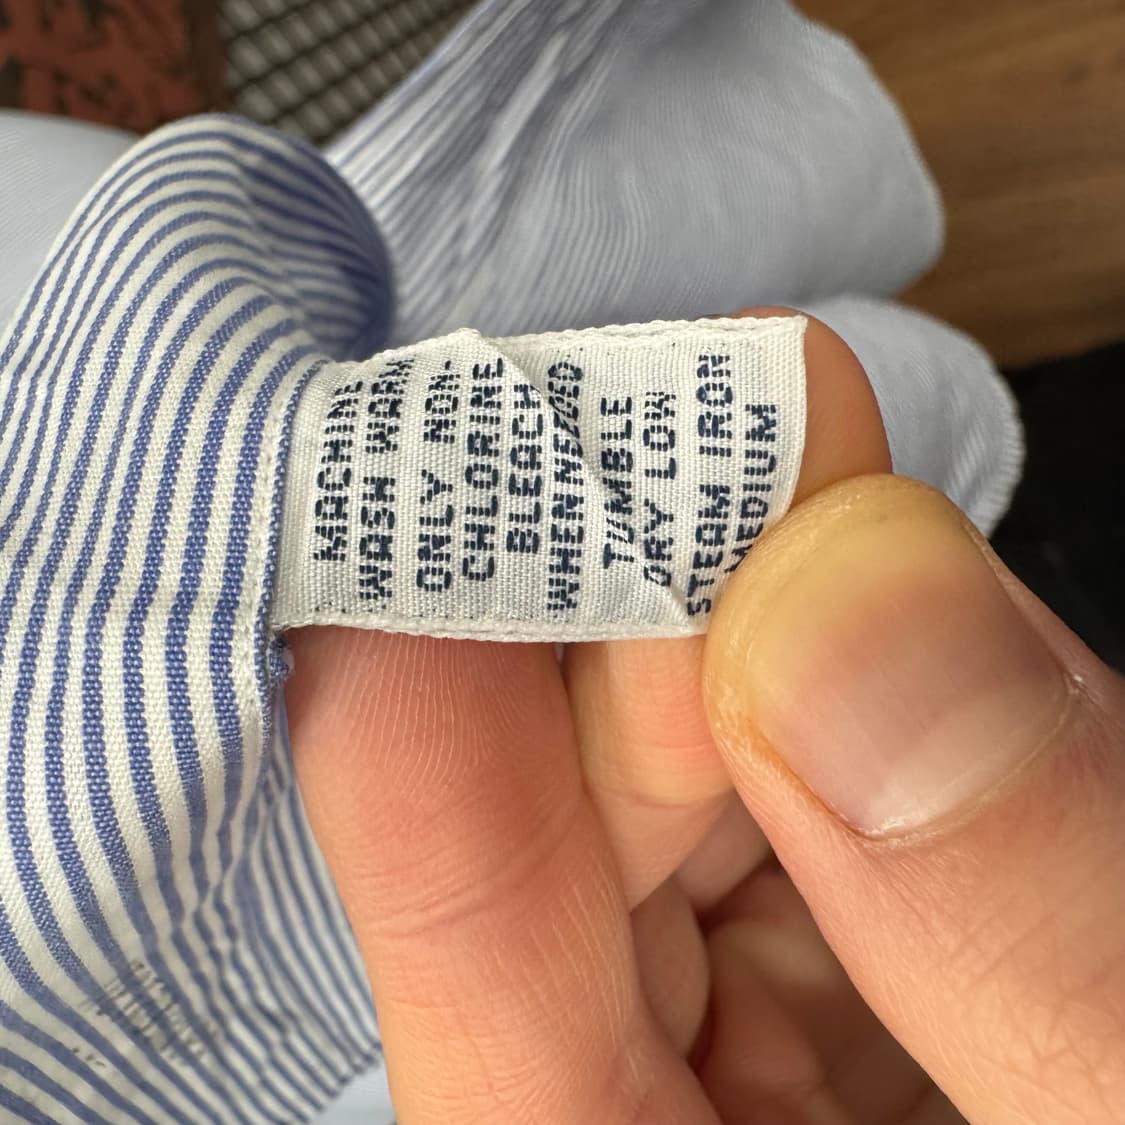 MACHINE
WASH WARM
ONLY NON-
CHLORINE
BLEACH
WHEN NEEDED
TUMBLE
DRY LOW
STEAM IRON
MEDIUM